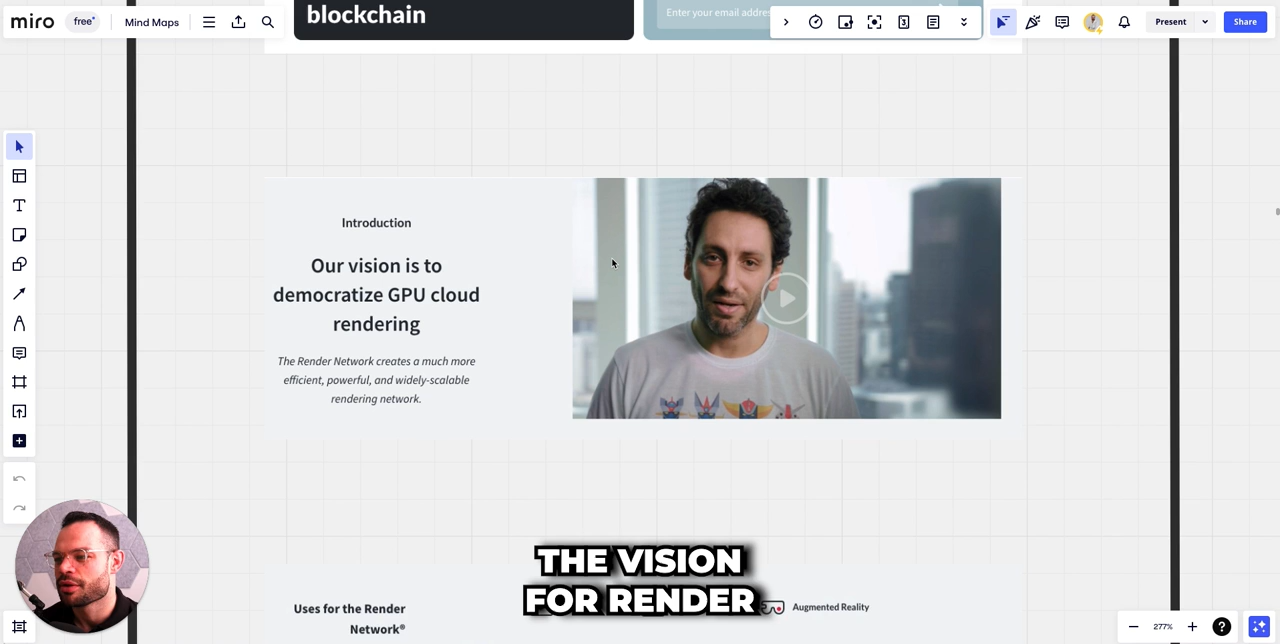 blockchain
Enter your email
miro
free
Mind Maps
Present
Share
Introduction
Our vision is to
democratize GPU cloud
rendering
The Render Network creates a much more
efficient, powerful, and widely-scalable
rendering network.
THE VISION
FOR RENDER
Uses for the Render
Network®
Augmented Reality
277%